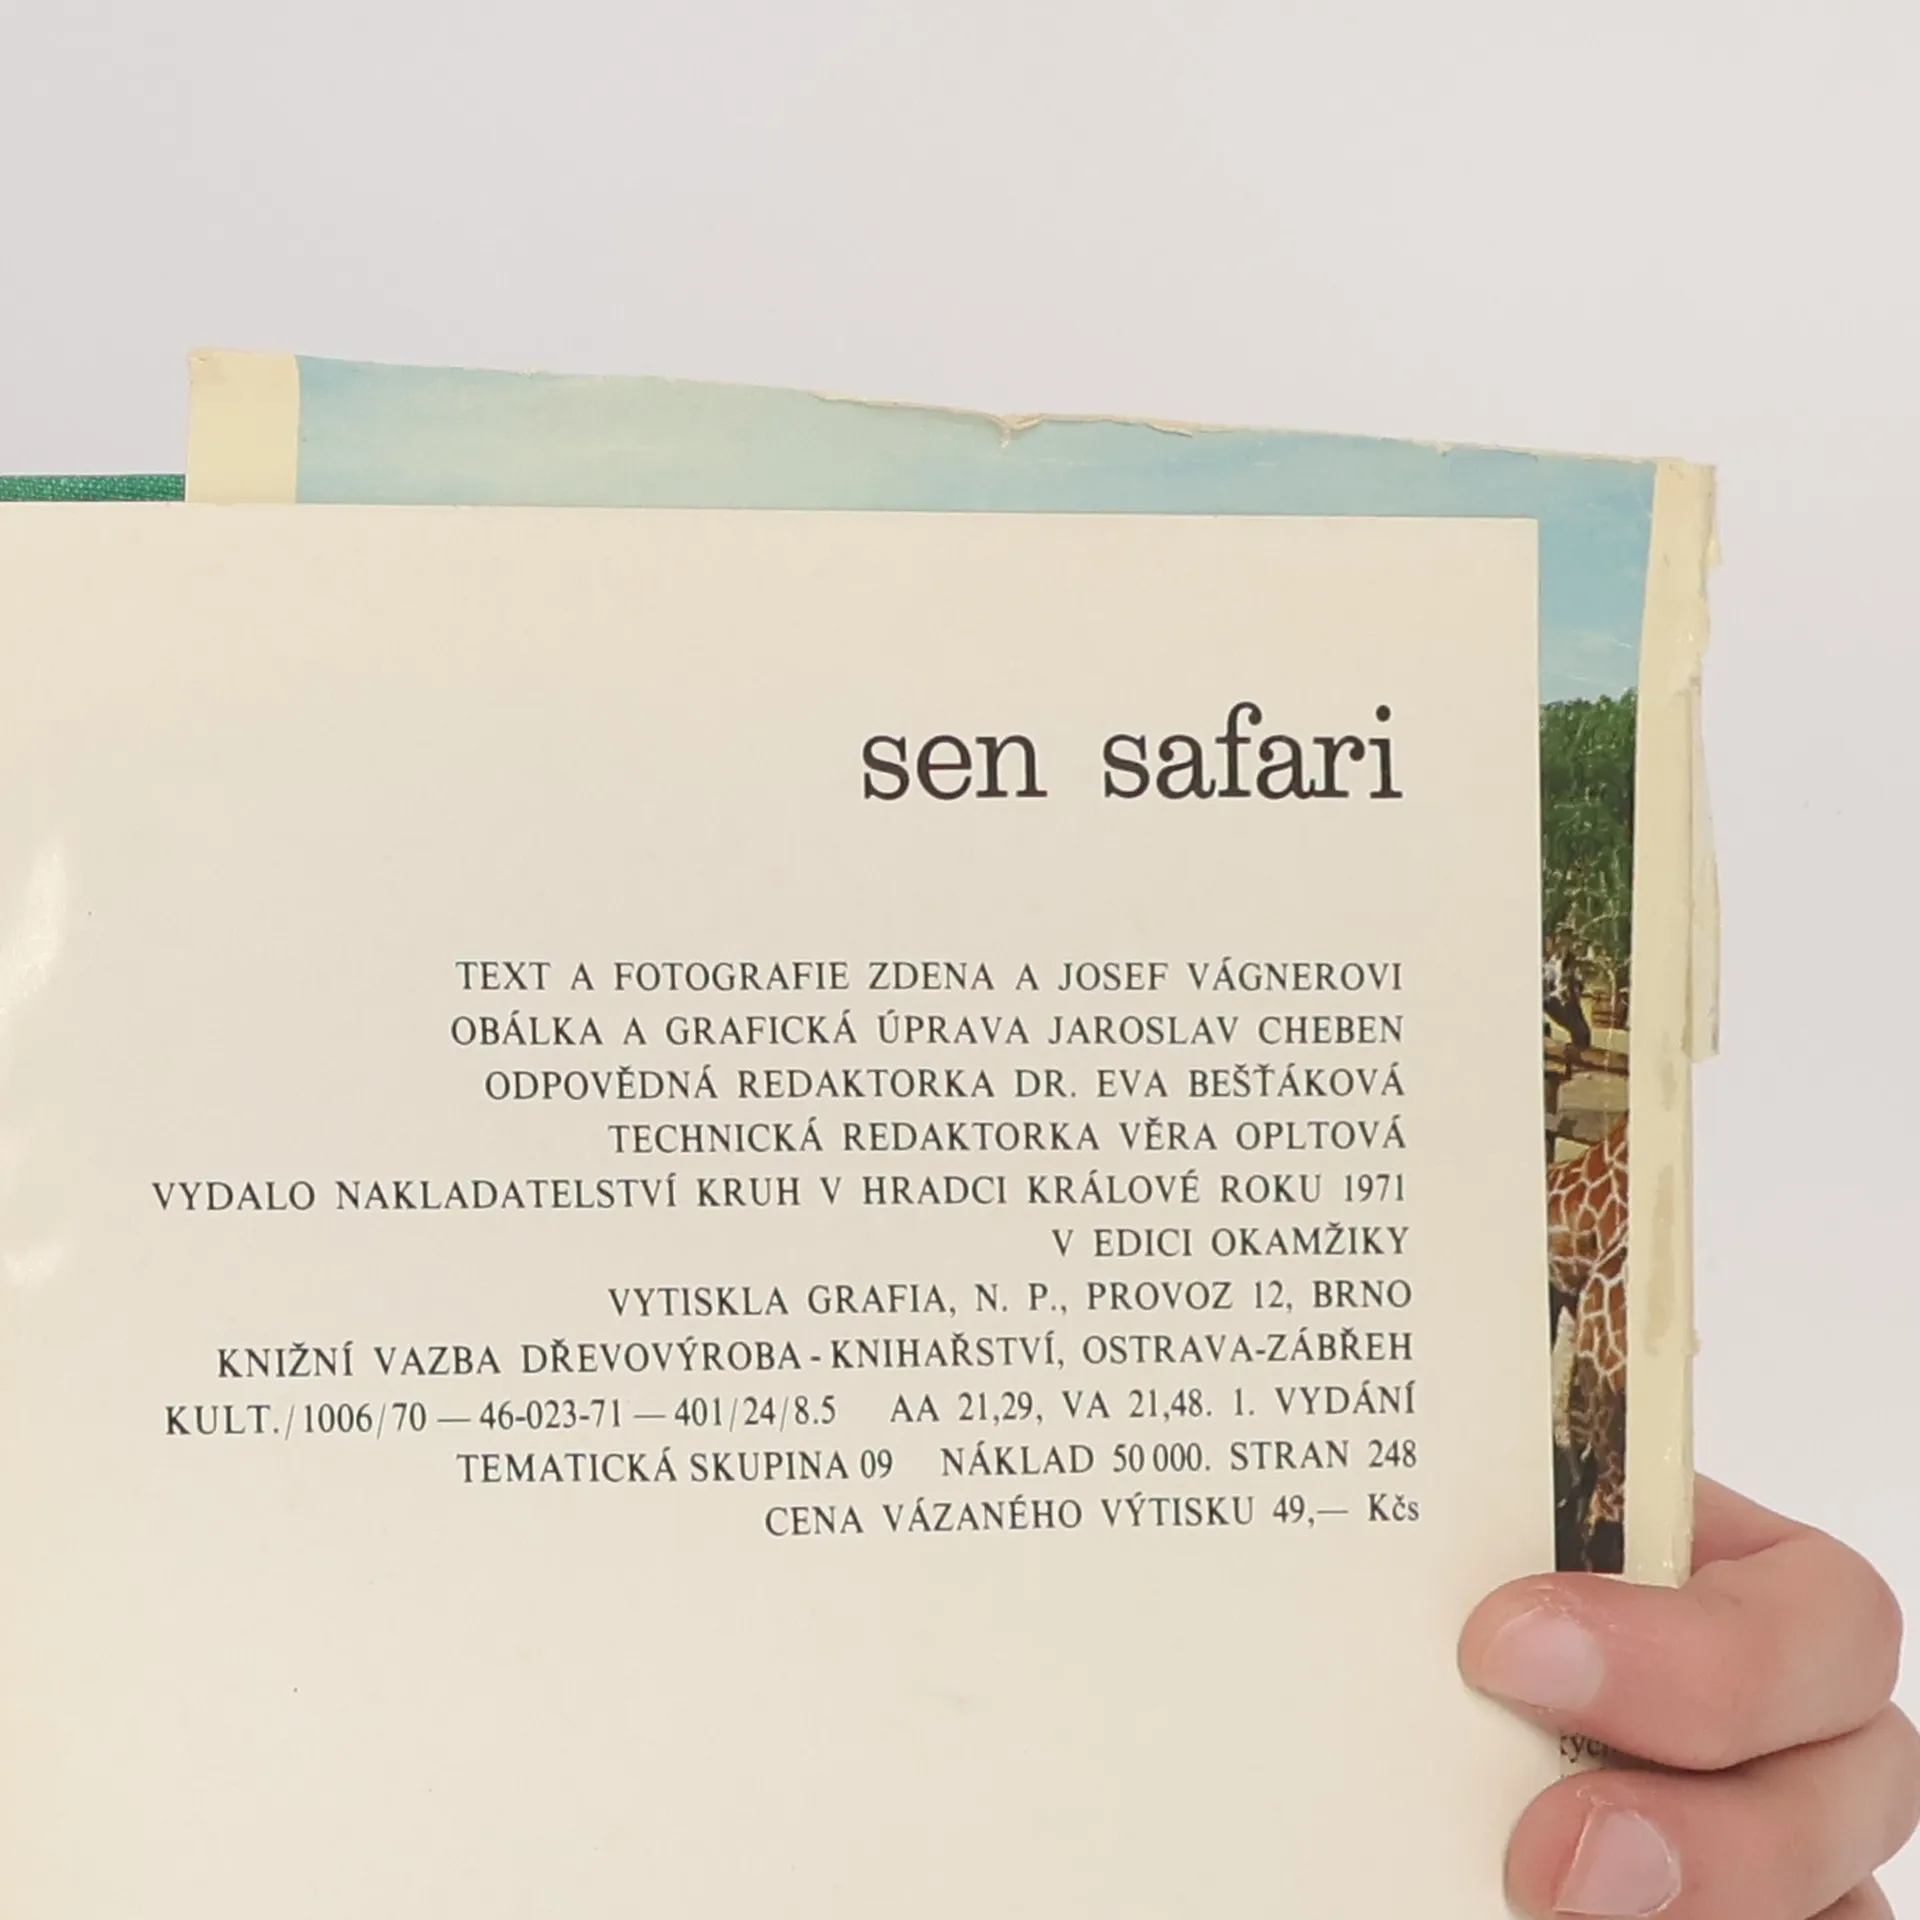 sen safari
TEXT A FOTOGRAFIE ZDENA A JOSEF VÁGNEROVI
OBÁLKA A GRAFICKÁ ÚPRAVA JAROSLAV CHEBEN
ODPOVĚDNÁ REDAKTORKA DR. EVA BEŠŤÁKOVÁ
TECHNICKÁ REDAKTORKA VĚRA OPLTOVÁ
VYDALO NAKLADATELSTVÍ KRUH V HRADCI KRÁLOVÉ ROKU 1971
V EDICI OKAMŽIKY
VYTISKLA GRAFIA, N. P., PROVOZ 12, BRNO
KNIŽNÍ VAZBA DŘEVOVÝROBA - KNIHAŘSTVÍ, OSTRAVA-ZÁBŘEH
KULT./1006/70 — 46-023-71 — 401/24/8.5 AA 21,29, VA 21,48. 1. VYDÁNÍ
TEMATICKÁ SKUPINA 09 NÁKLAD 50 000. STRAN 248
CENA VÁZANÉHO VÝTISKU 49,— Kčs